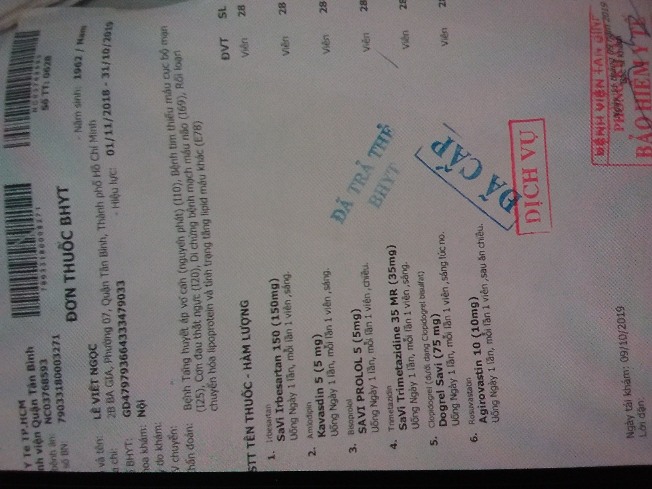 Y Tế TP.HCM
nh viện Quận Tân Bình
bệnh án: NC03768593
số BN: 79033180003271
79033180003271
NC03768593
Số TT: 0628
ĐƠN THUỐC BHYT
và tên: LÊ VIẾT NGỌC - Năm sinh: 1962 / Nam
a chỉ: 2B BA GIA, Phường 07, Quận Tân Bình, Thành phố Hồ Chí Minh
BHYT: GD479793664333479033 - Hiệu lực: 01/11/2018 - 31/10/2019
hoa khám: Nội
do khám:
chuyển:
hẩn đoán: Bệnh Tăng huyết áp vô căn (nguyên phát) (I10), Bệnh tim thiếu máu cục bộ mạn
(I25), Cơn đau thắt ngực (I20), Di chứng bệnh mạch máu não (I69), Rối loạn
chuyển hóa lipoprotein và tình trạng tăng lipid máu khác (E78)
STT TÊN THUỐC - HÀM LƯỢNG ĐVT SL
1. Irbesartan Viên 28
SaVi Irbesartan 150 (150mg)
Uống Ngày 1 lần, mỗi lần 1 viên ,sáng.
2. Amlodipin Viên 28
Kavasdin 5 (5 mg)
Uống Ngày 1 lần, mỗi lần 1 viên ,sáng.
3. Bisoprolol Viên 28
SAVI PROLOL 5 (5mg)
Uống Ngày 1 lần, mỗi lần 1 viên ,chiều.
4. Trimetazidin Viên 28
SaVi Trimetazidine 35 MR (35mg)
Uống Ngày 1 lần, mỗi lần 1 viên ,sáng.
5. Clopidogrel (dưới dạng Clopidogrel bisulfat) Viên 28
Dogrel Savi (75 mg)
Uống Ngày 1 lần, mỗi lần 1 viên ,sáng lúc no.
6. Rosuvastatin Viên 28
Agirovastin 10 (10mg)
Uống Ngày 1 lần, mỗi lần 1 viên ,sau ăn chiều.
ĐÃ TRẢ THẺ
BHYT
ĐÃ CẤP
DỊCH VỤ
Ngày tái khám: 09/10/2019
Lời dặn:
BỆNH VIỆN TÂN BÌNH
PHÒNG
BẢO HIỂM Y TẾ